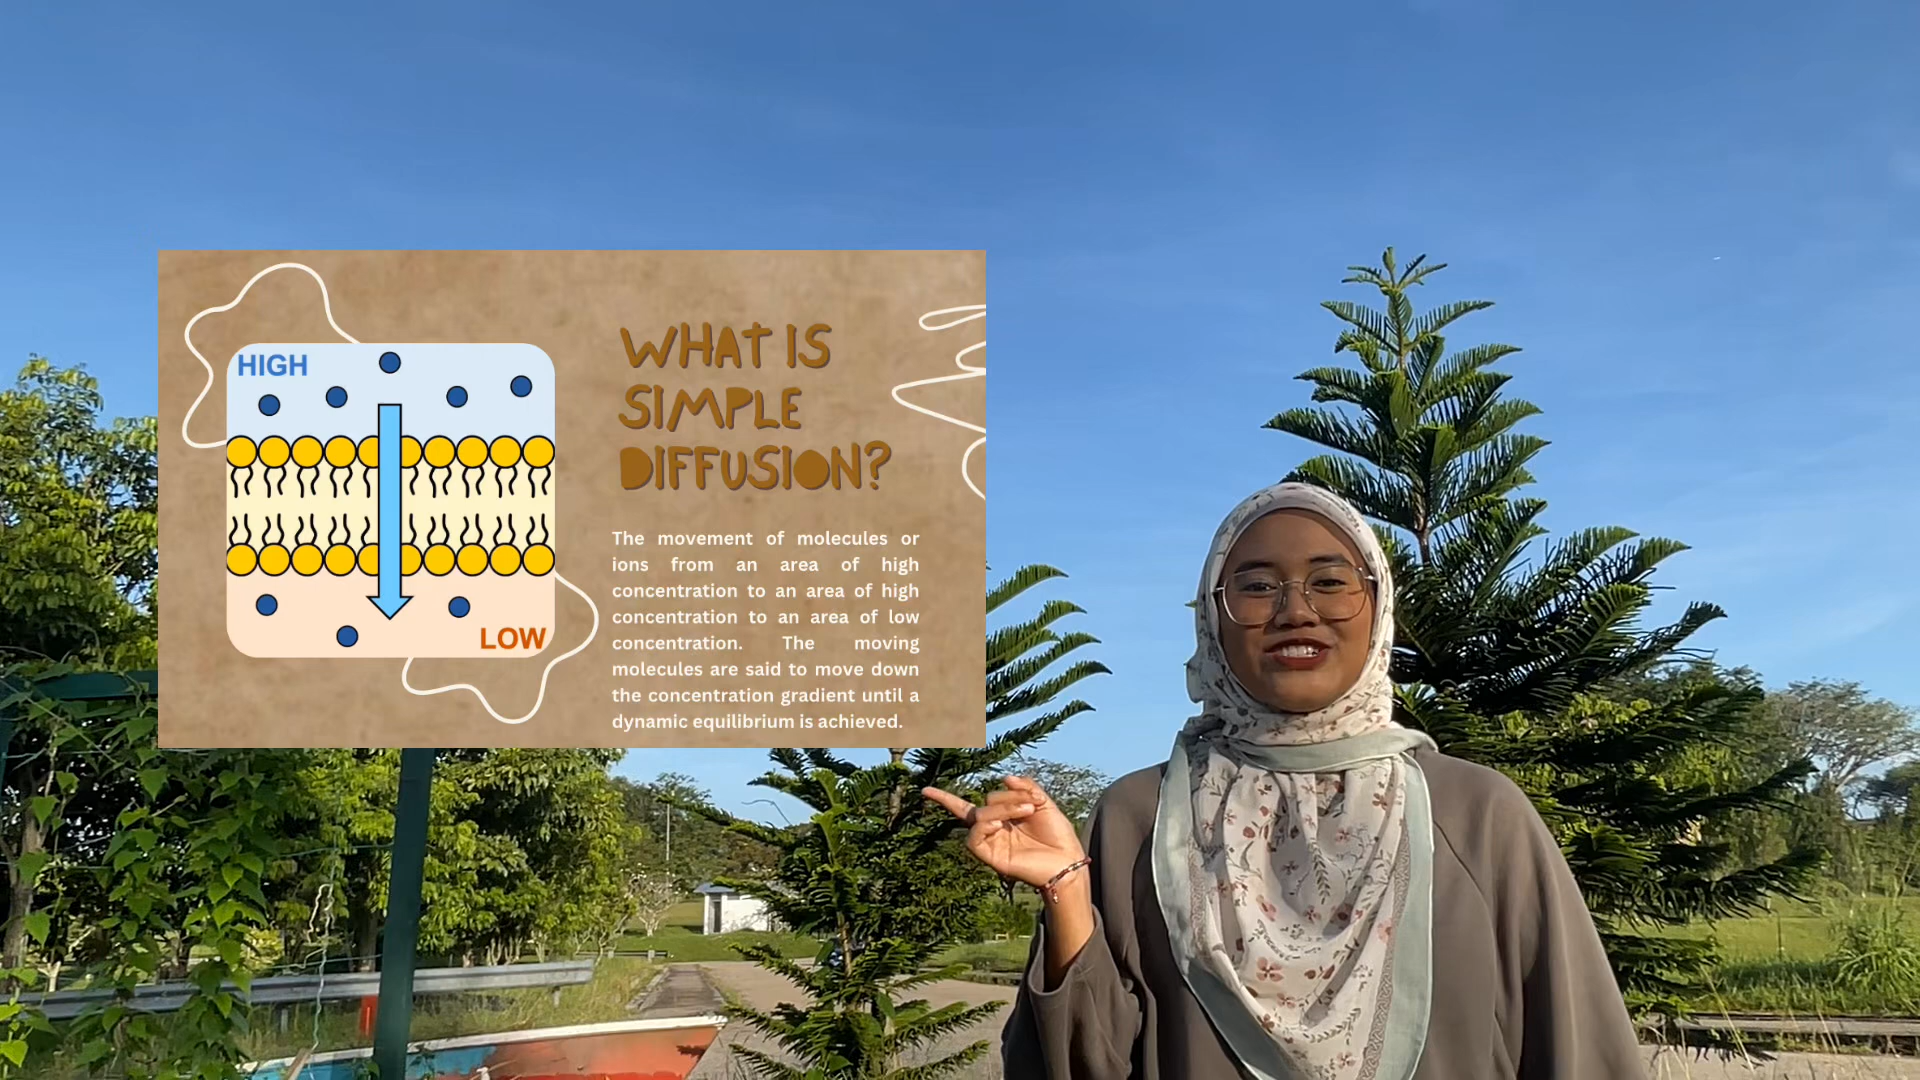 HIGH
LOW
WHAT IS
SIMPLE
DIFFUSION?
The movement of molecules or
ions from an area of high
concentration to an area of high
concentration to an area of low
concentration. The moving
molecules are said to move down
the concentration gradient until a
dynamic equilibrium is achieved.